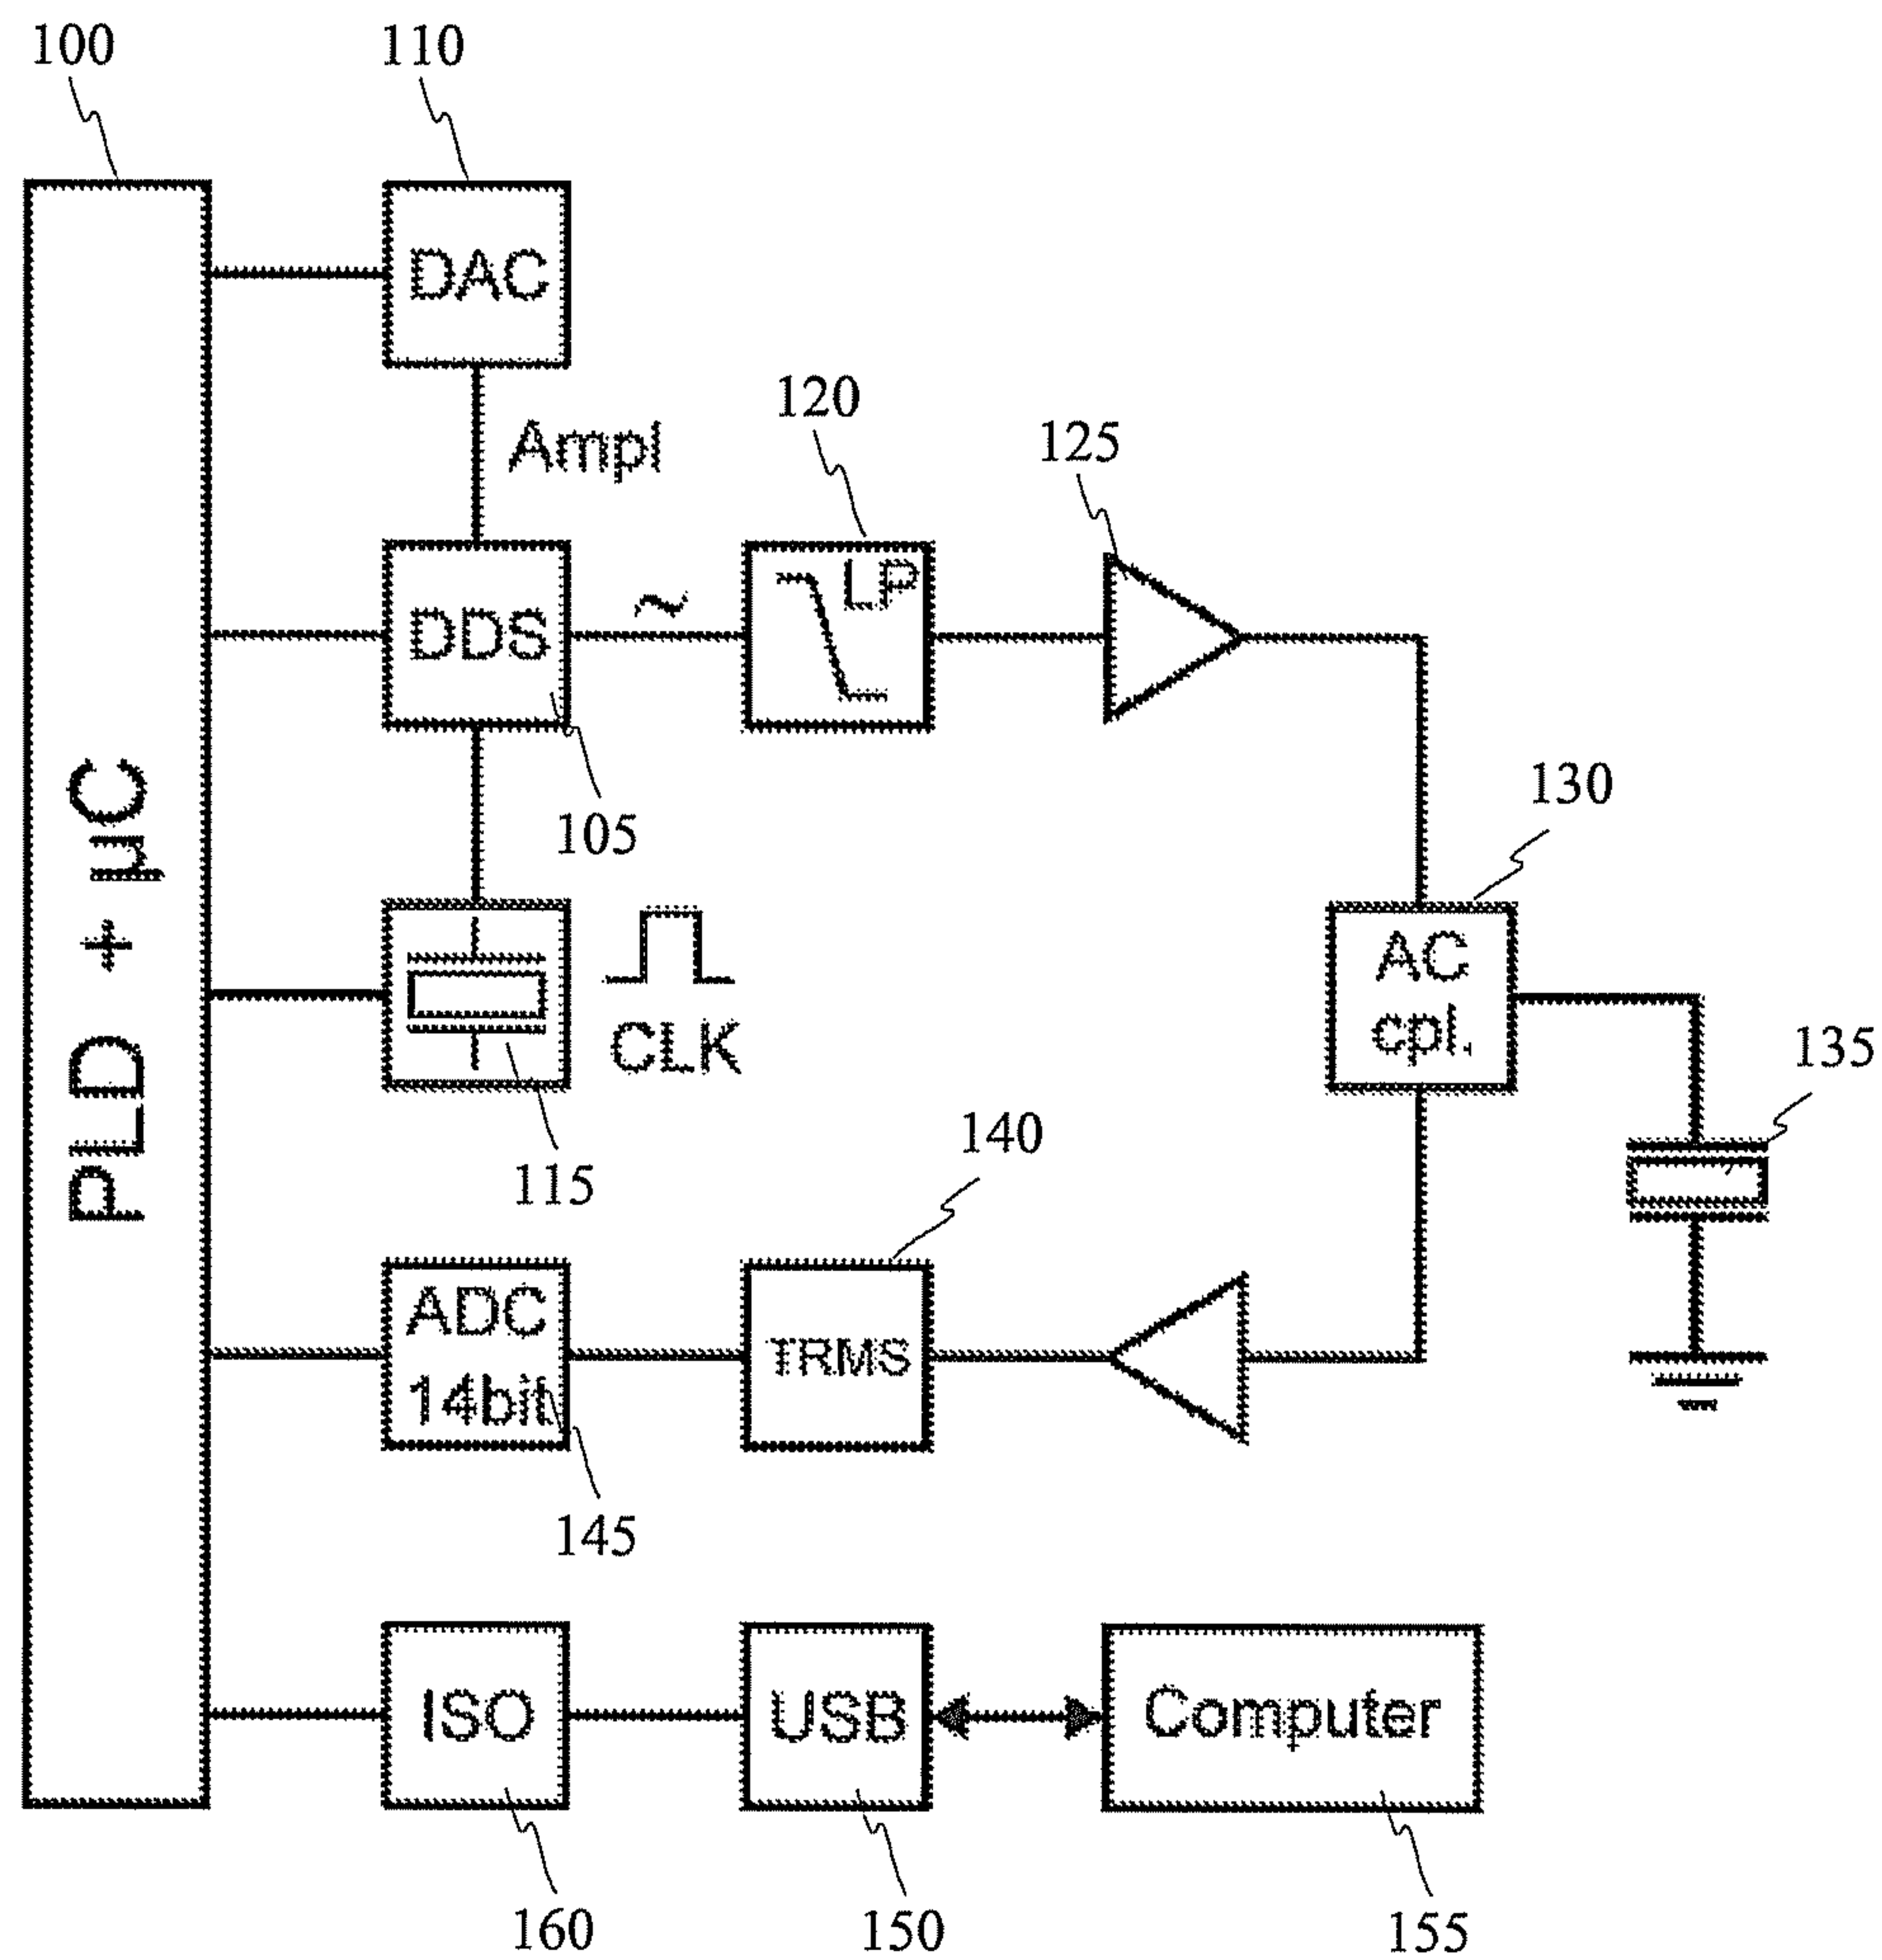 100
110
DAC
Ampl
120
125
LP
DDS
~
105
130
AC
cpl.
PLD + µC
CLK
135
115
140
ADC
14bit
TRMS
145
ISO
USB
Computer
160
150
155